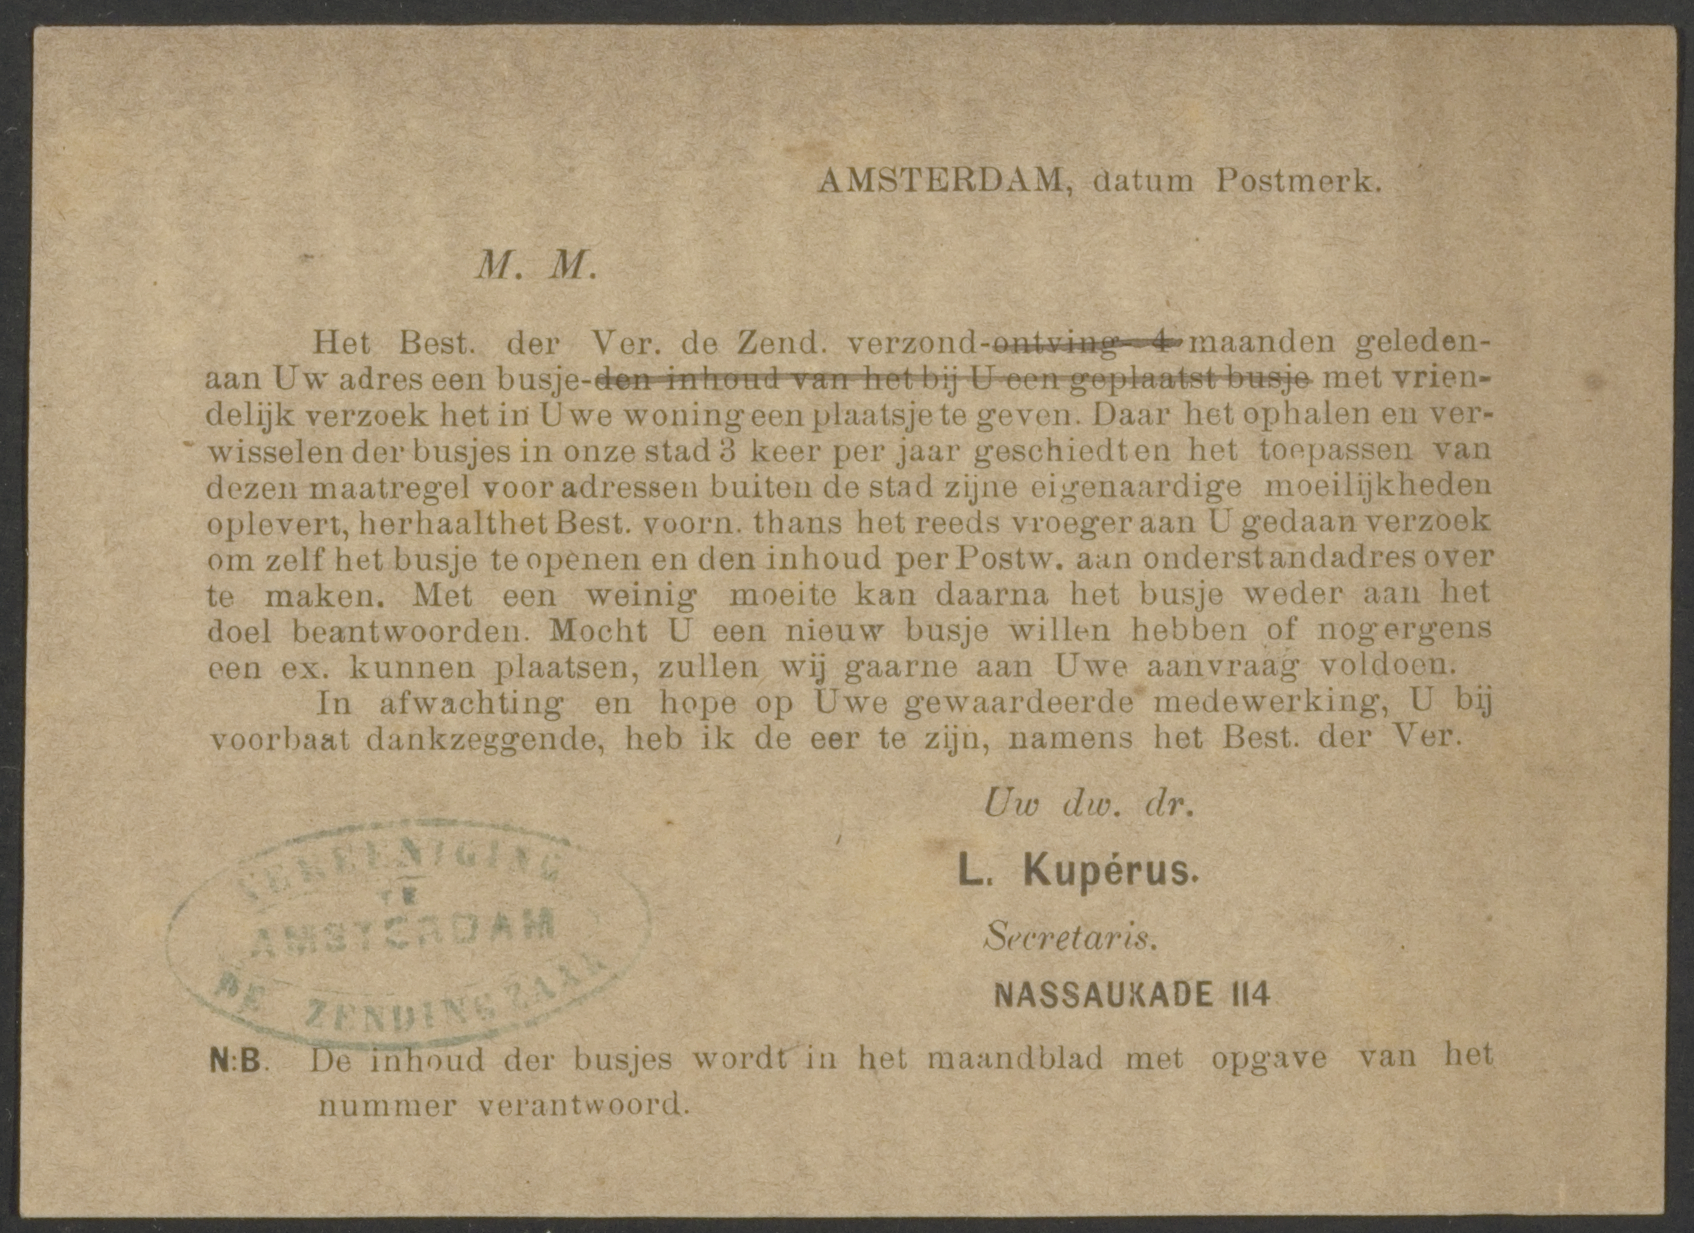 AMSTERDAM, datum Postmerk.
M. M.
Het Best. der Ver. de Zend. verzond-ontving 4 maanden geleden-
aan Uw adres een busje-den inhoud van het bij U een geplaatst busje met vrien-
delijk verzoek het in Uwe woning een plaatsje te geven. Daar het ophalen en ver-
wisselen der busjes in onze stad 3 keer per jaar geschiedt en het toepassen van
dezen maatregel voor adressen buiten de stad zijne eigenaardige moeilijkheden
oplevert, herhaalt het Best. voorn. thans het reeds vroeger aan U gedaan verzoek
om zelf het busje te openen en den inhoud per Postw. aan onderstandadres over
te maken. Met een weinig moeite kan daarna het busje weder aan het
doel beantwoorden. Mocht U een nieuw busje willen hebben of nog ergens
een ex. kunnen plaatsen, zullen wij gaarne aan Uwe aanvraag voldoen.
In afwachting en hope op Uwe gewaardeerde medewerking, U bij
voorbaat dankzeggende, heb ik de eer te zijn, namens het Best. der Ver.
Uw dw. dr.
L. Kupérus.
Secretaris.
NASSAUKADE 114
VEREENIGING
TE
AMSTERDAM
DE ZENDINGZAAK
N:B. De inhoud der busjes wordt in het maandblad met opgave van het
nummer verantwoord.